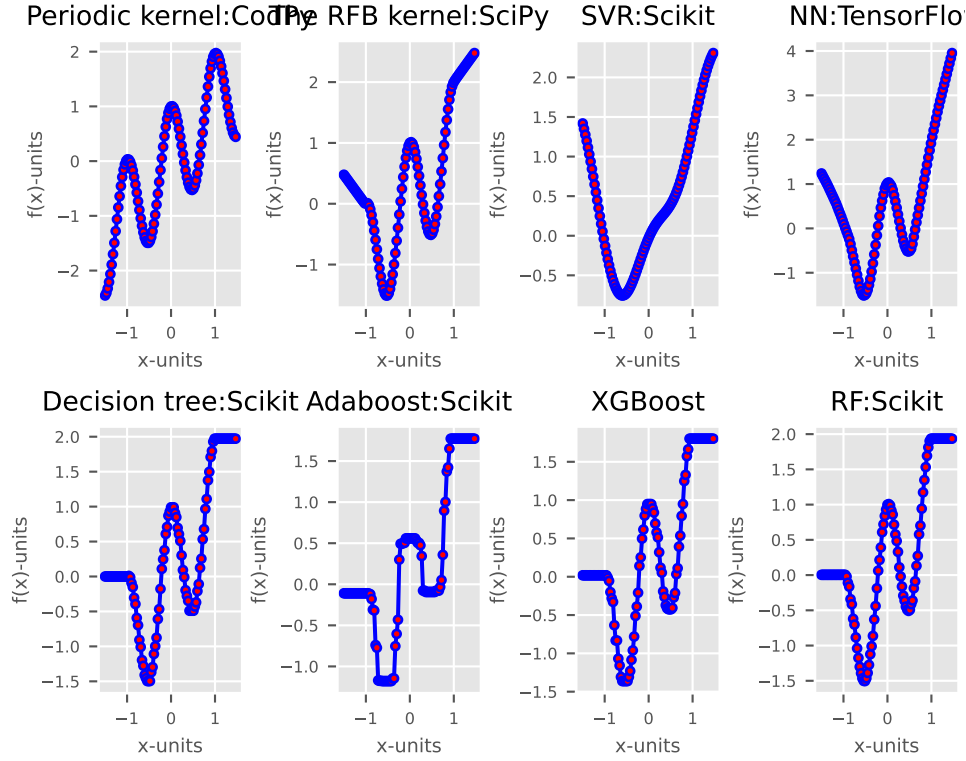 Periodic kernel:CodPy
The RFB kernel:SciPy
SVR:Scikit
NN:TensorFlow
2
1
0
−1
−2
f(x)-units
−1 0 1
x-units
2
1
0
−1
f(x)-units
−1 0 1
x-units
2.0
1.5
1.0
0.5
0.0
−0.5
f(x)-units
−1 0 1
x-units
4
3
2
1
0
−1
f(x)-units
−1 0 1
x-units
Decision tree:Scikit
Adaboost:Scikit
XGBoost
RF:Scikit
2.0
1.5
1.0
0.5
0.0
−0.5
−1.0
−1.5
f(x)-units
−1 0 1
x-units
1.5
1.0
0.5
0.0
−0.5
−1.0
f(x)-units
−1 0 1
x-units
1.5
1.0
0.5
0.0
−0.5
−1.0
−1.5
f(x)-units
−1 0 1
x-units
2.0
1.5
1.0
0.5
0.0
−0.5
−1.0
−1.5
f(x)-units
−1 0 1
x-units